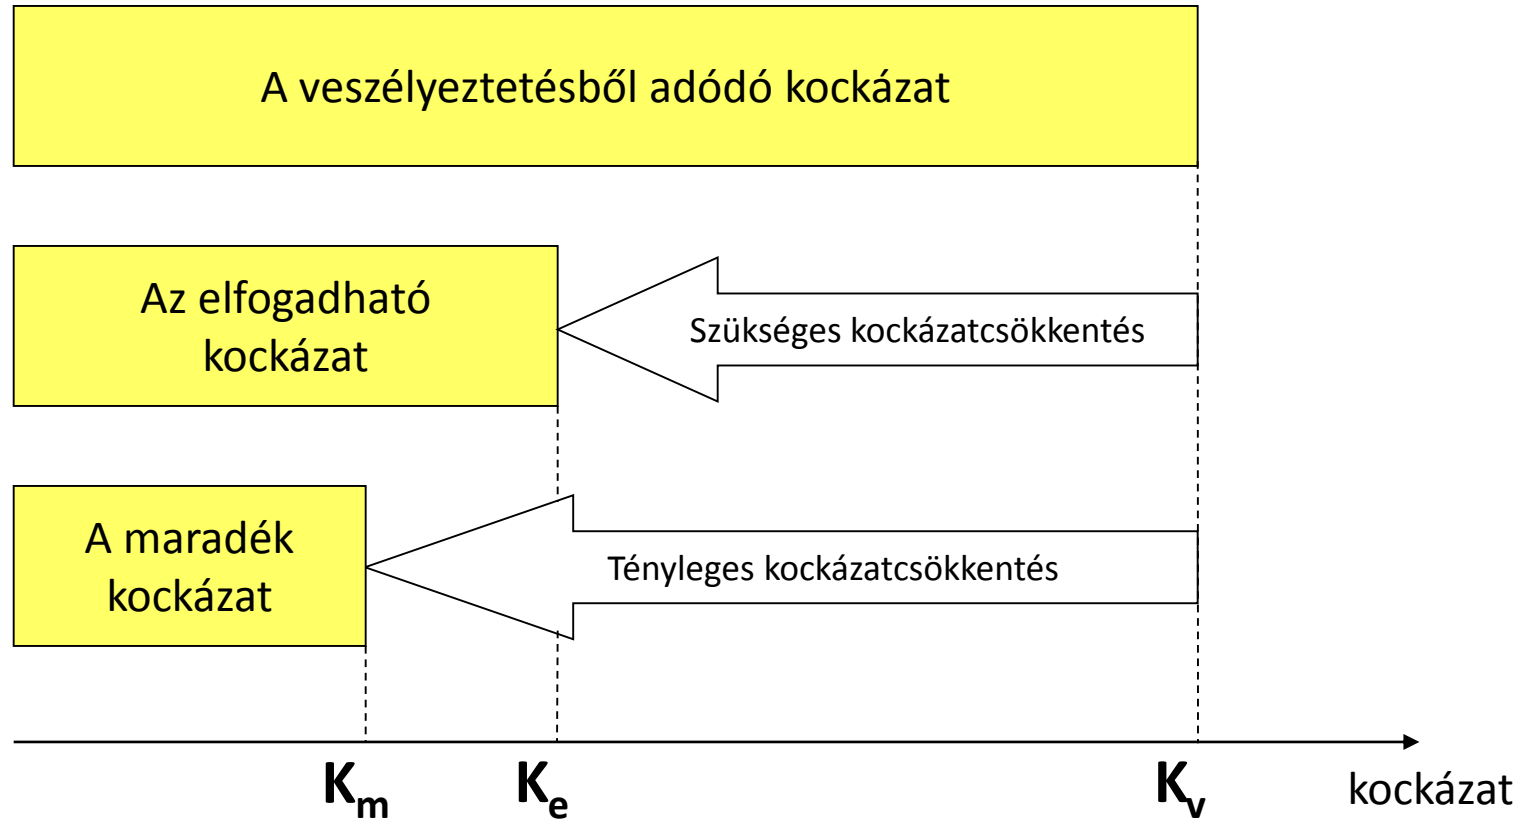 A veszélyeztetésből adódó kockázat
Az elfogadható
kockázat
Szükséges kockázatcsökkentés
A maradék
kockázat
Tényleges kockázatcsökkentés
Km
Ke
Kv
kockázat